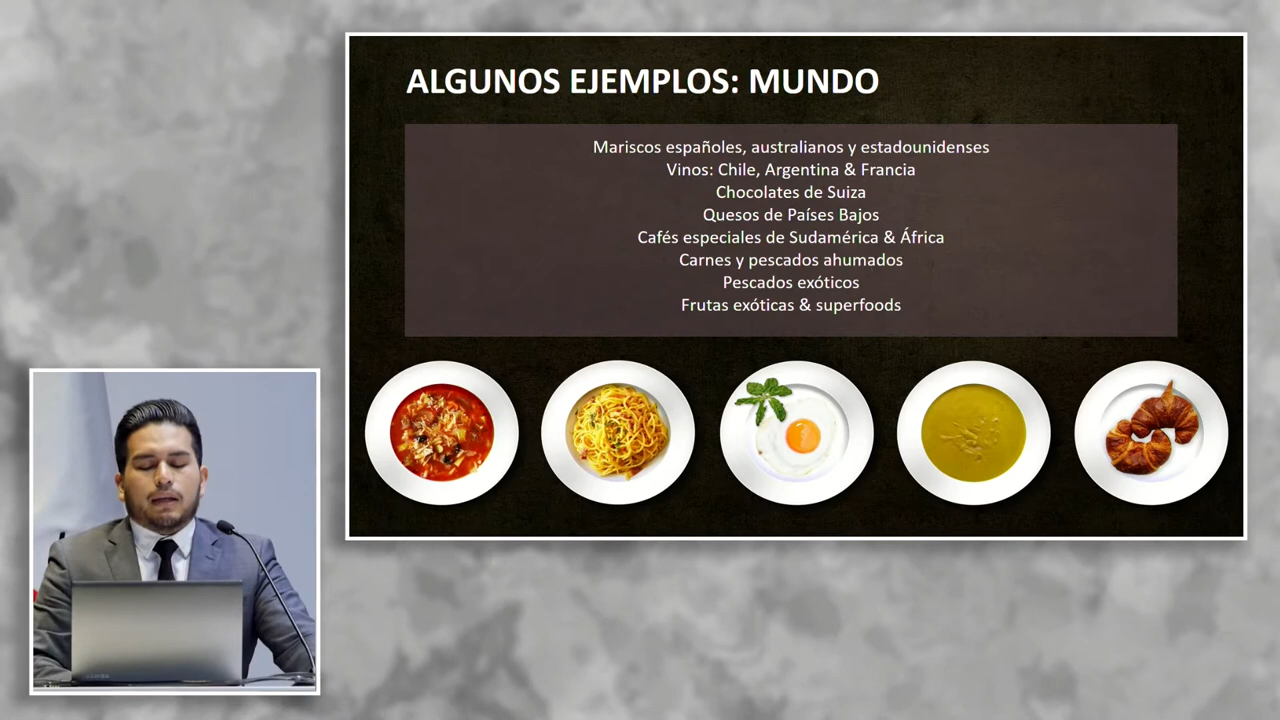 ALGUNOS EJEMPLOS: MUNDO
Mariscos españoles, australianos y estadounidenses
Vinos: Chile, Argentina & Francia
Chocolates de Suiza
Quesos de Países Bajos
Cafés especiales de Sudamérica & África
Carnes y pescados ahumados
Pescados exóticos
Frutas exóticas & superfoods